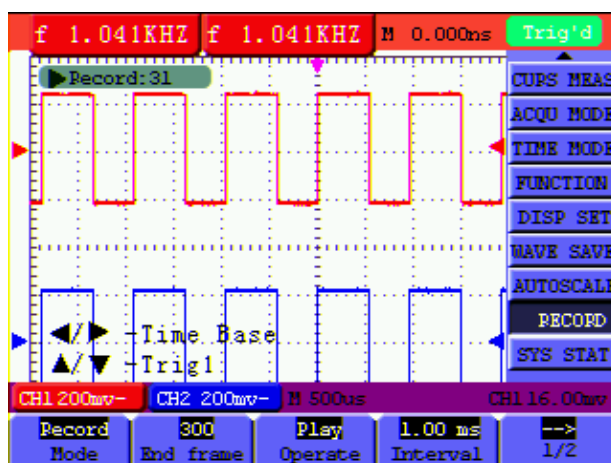 f 1.041KHZ f 1.041KHZ M 0.000ns Trig'd
Record:31
CURS MEAS
ACQU MODE
TIME MODE
FUNCTION
DISP SET
WAVE SAVE
AUTOSCALE
RECORD
SYS STAT
◀/▶ -Time Base
▲/▼ -Trig1
CH1 200mv- CH2 200mv- M 500us CH1 16.00mv
Record 300 Play 1.00 ms -->
Mode End frame Operate Interval 1/2